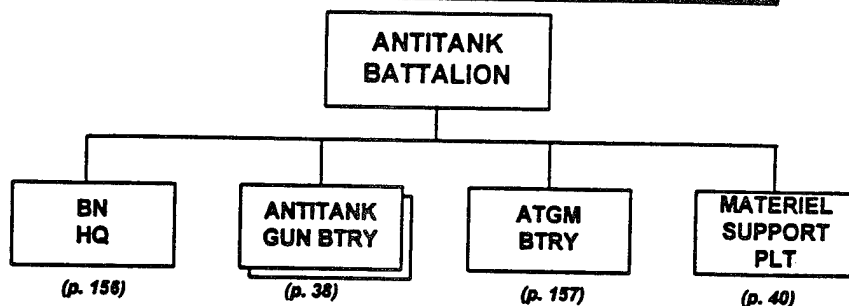 ANTITANK
BATTALION
BN
HQ
(p. 156)
ANTITANK
GUN BTRY
(p. 38)
ATGM
BTRY
(p. 157)
MATERIEL
SUPPORT
PLT
(p. 40)